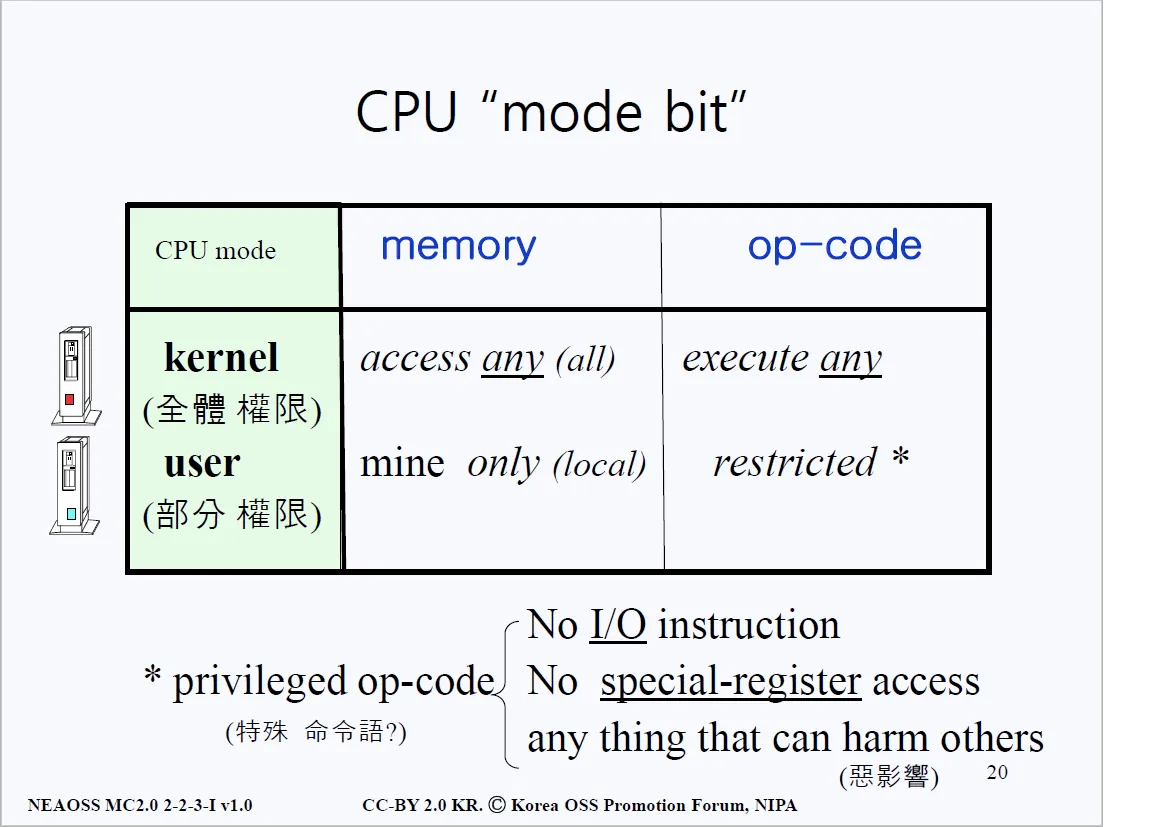 CPU “mode bit”
CPU mode memory op-code
kernel access any (all) execute any
(全體 權限)
user mine only (local) restricted *
(部分 權限)
No I/O instruction
* privileged op-code No special-register access
(特殊 命令語?)
any thing that can harm others
(惡影響)
20
NEAOSS MC2.0 2-2-3-I v1.0 CC-BY 2.0 KR. Ⓒ Korea OSS Promotion Forum, NIPA